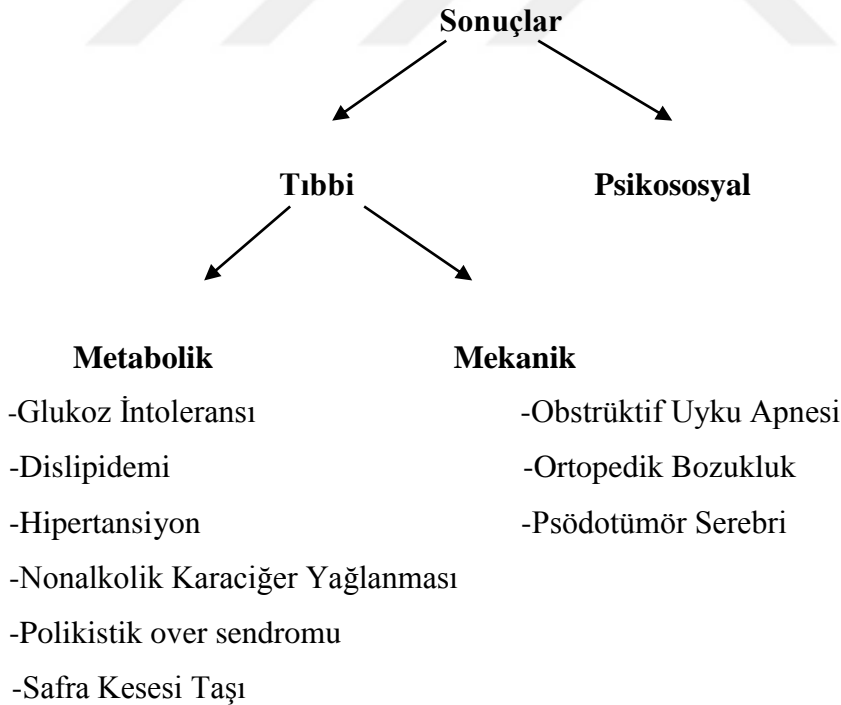 Sonuçlar
Tıbbi Psikososyal
Metabolik Mekanik
-Glukoz İntoleransı -Obstrüktif Uyku Apnesi
-Dislipidemi -Ortopedik Bozukluk
-Hipertansiyon -Psödotümör Serebri
-Nonalkolik Karaciğer Yağlanması
-Polikistik over sendromu
-Safra Kesesi Taşı